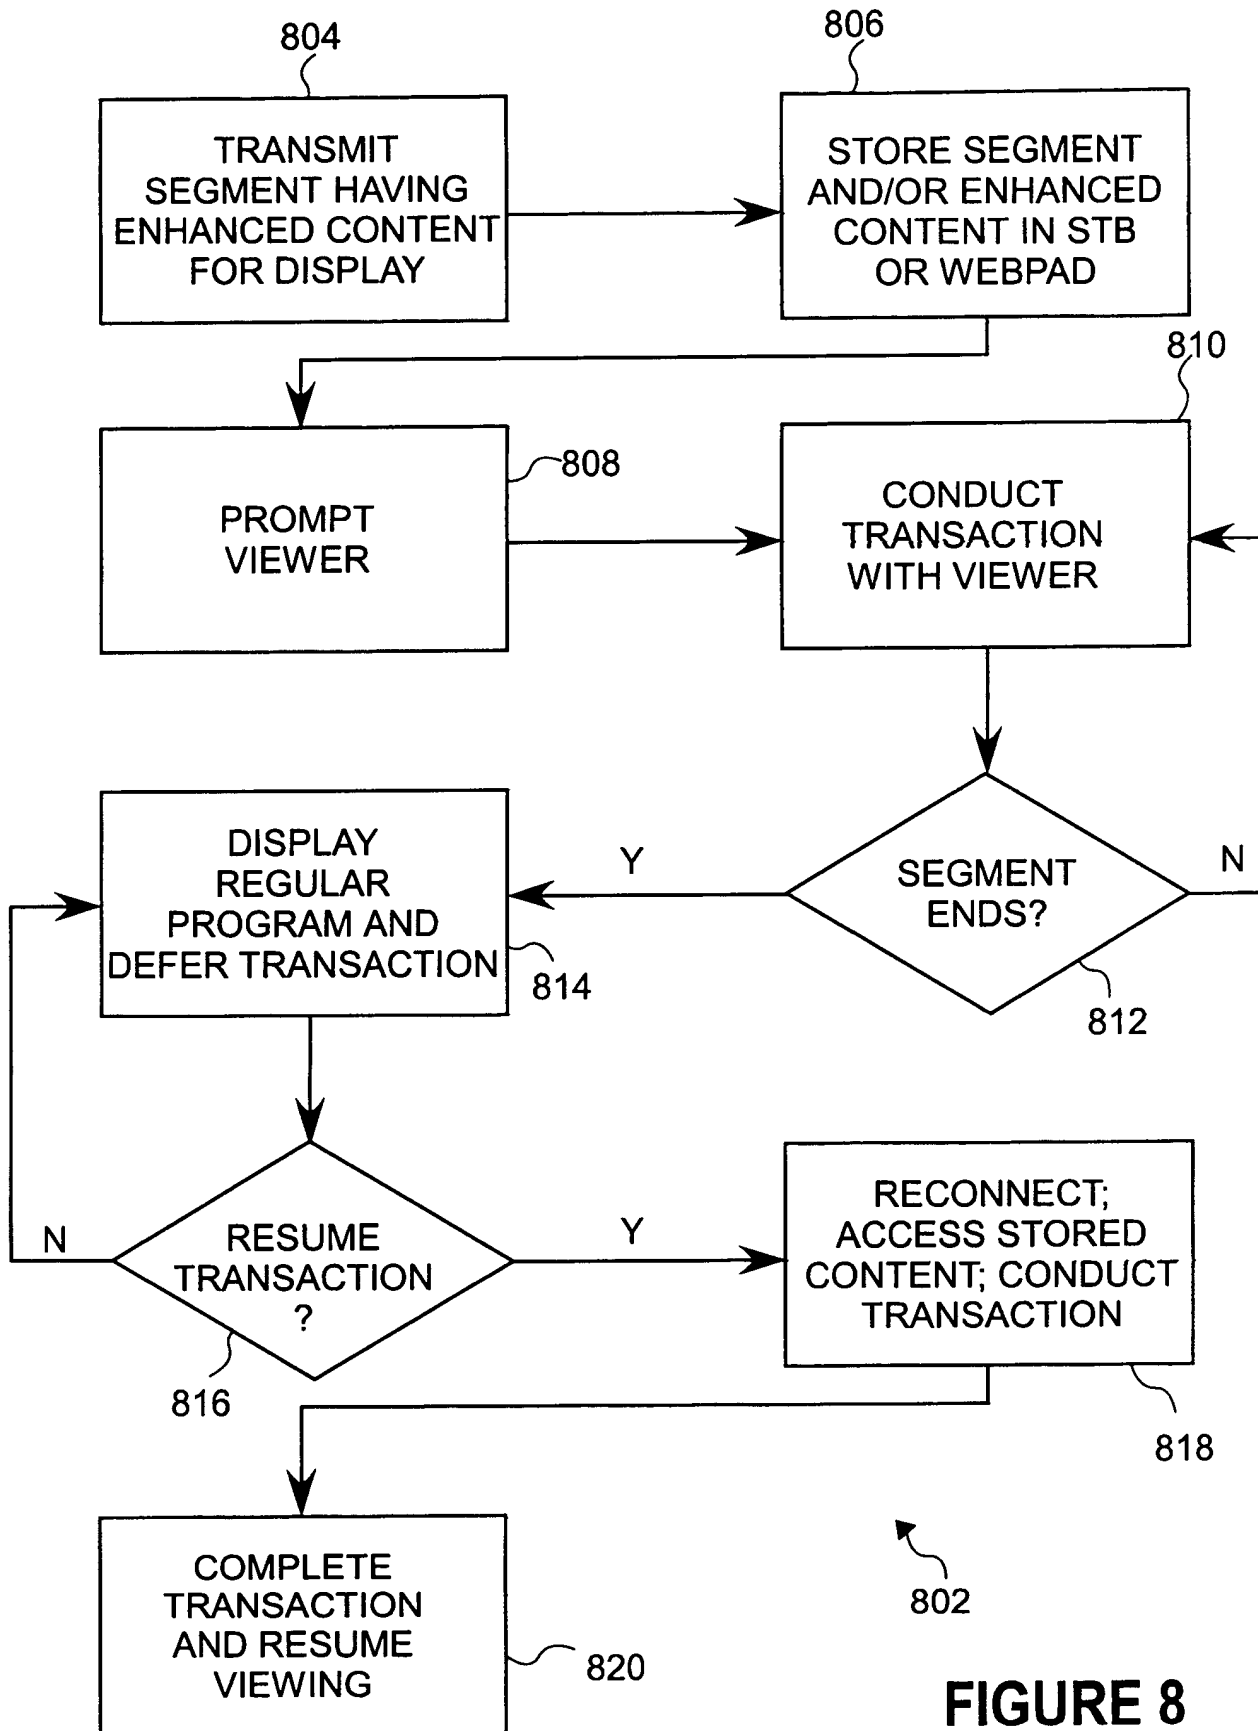 804
806
TRANSMIT
SEGMENT HAVING
ENHANCED CONTENT
FOR DISPLAY
STORE SEGMENT
AND/OR ENHANCED
CONTENT IN STB
OR WEBPAD
810
808
PROMPT
VIEWER
CONDUCT
TRANSACTION
WITH VIEWER
DISPLAY
REGULAR
PROGRAM AND
DEFER TRANSACTION
814
Y
SEGMENT
ENDS?
N
812
N
RESUME
TRANSACTION
?
816
Y
RECONNECT;
ACCESS STORED
CONTENT; CONDUCT
TRANSACTION
818
COMPLETE
TRANSACTION
AND RESUME
VIEWING
820
802
FIGURE 8